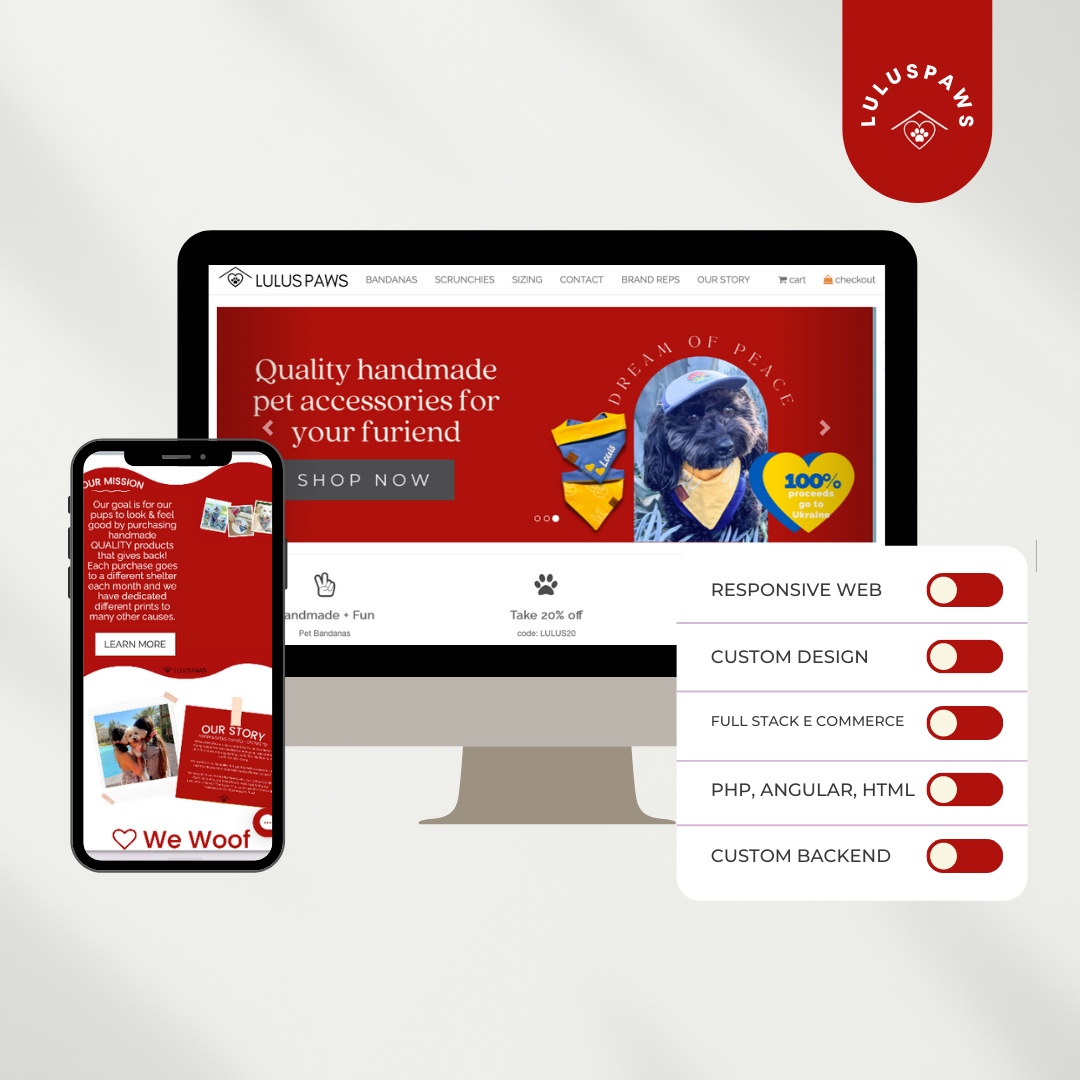 LULUSPAWS
LULUS PAWS BANDANAS SCRUNCHIES SIZING CONTACT BRAND REPS OUR STORY cart checkout
Quality handmade
pet accessories for
your furiend
SHOP NOW
DREAM OF PEACE
Louis
100%
proceeds
go to
Ukraine
andmade + Fun
Pet Bandanas
Take 20% off
code: LULUS20
OUR MISSION
Our goal is for our
pups to look & feel
good by purchasing
handmade
QUALITY products
that gives back!
Each purchase goes
to a different shelter
each month and we
have dedicated
different prints to
many other causes.
LEARN MORE
LULUSPAWS
OUR STORY
We Woof
RESPONSIVE WEB
CUSTOM DESIGN
FULL STACK E COMMERCE
PHP, ANGULAR, HTML
CUSTOM BACKEND